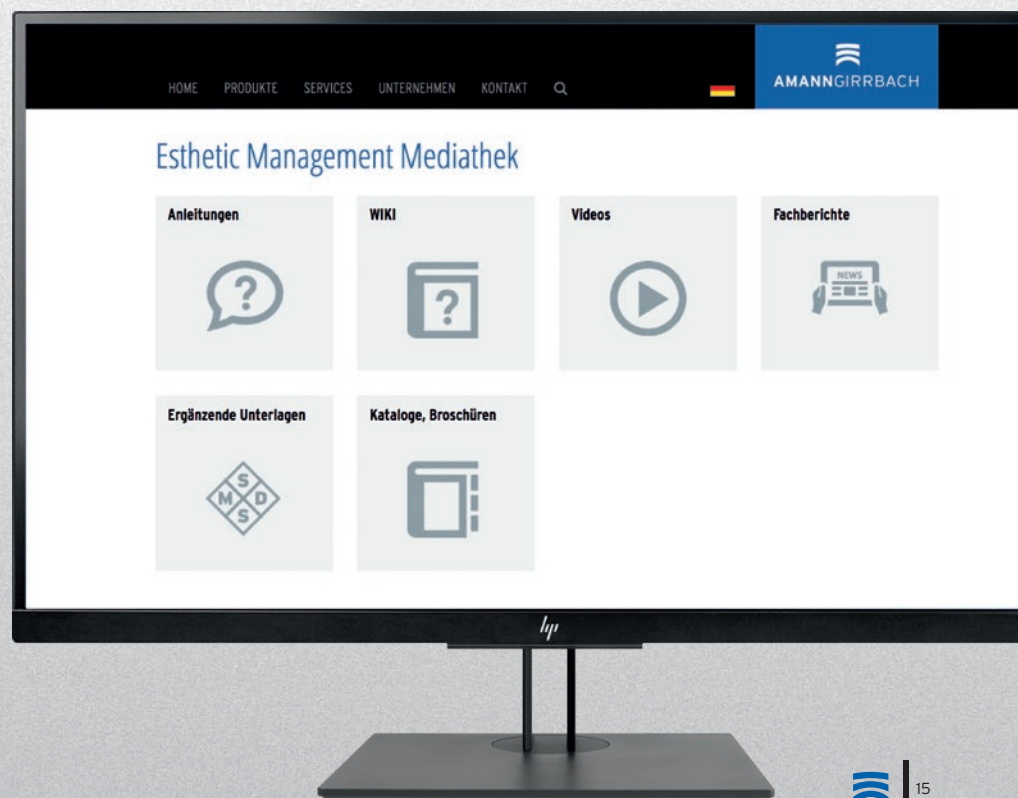 HOME PRODUKTE SERVICES UNTERNEHMEN KONTAKT
AMANNGIRRBACH
Esthetic Management Mediathek
Anleitungen
?
WIKI
?
Videos
Fachberichte
NEWS
Ergänzende Unterlagen
S
M D
S
Kataloge, Broschüren
hp
15